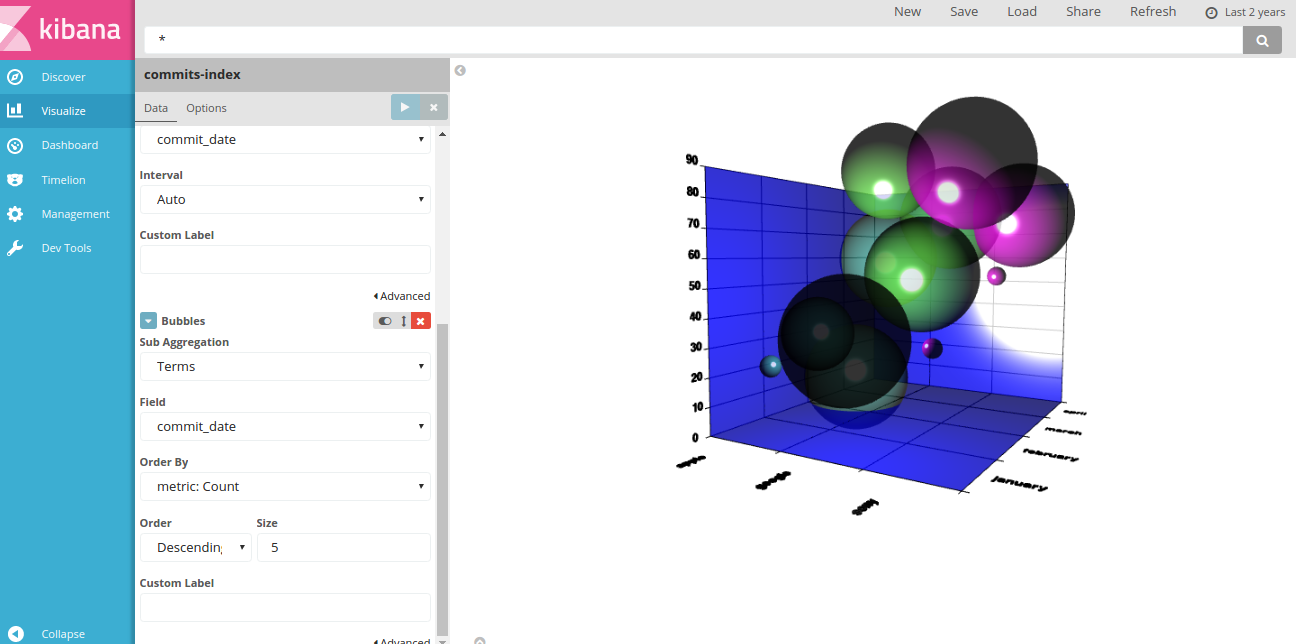 kibana
Discover
Visualize
Dashboard
Timelion
Management
Dev Tools
Collapse
New Save Load Share Refresh Last 2 years
*
commits-index
Data Options
commit_date
Interval
Auto
Custom Label
Advanced
Bubbles
Sub Aggregation
Terms
Field
commit_date
Order By
metric: Count
Order Size
Descending 5
Custom Label
Advanced
90
80
70
60
50
40
30
20
10
0
april
march
february
january